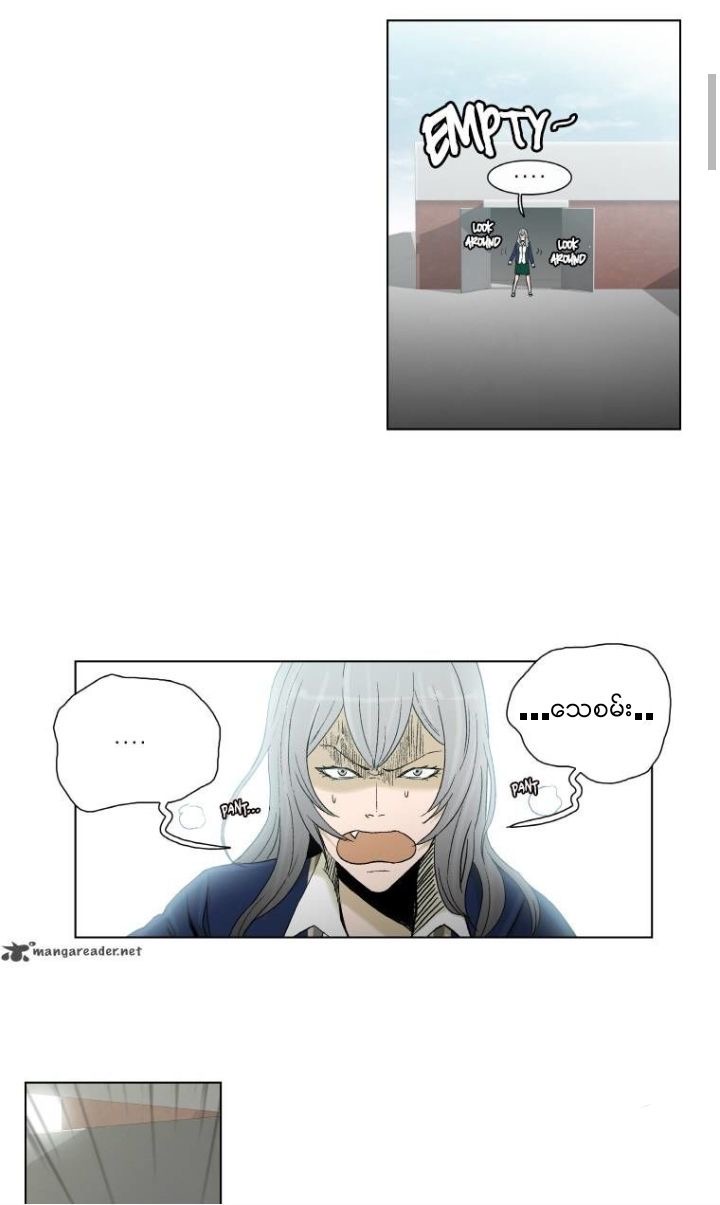 EMPTY~
....
LOOK
AROUND
LOOK
AROUND
....
...သေစမ်း..
PANT...
PANT
mangareader.net